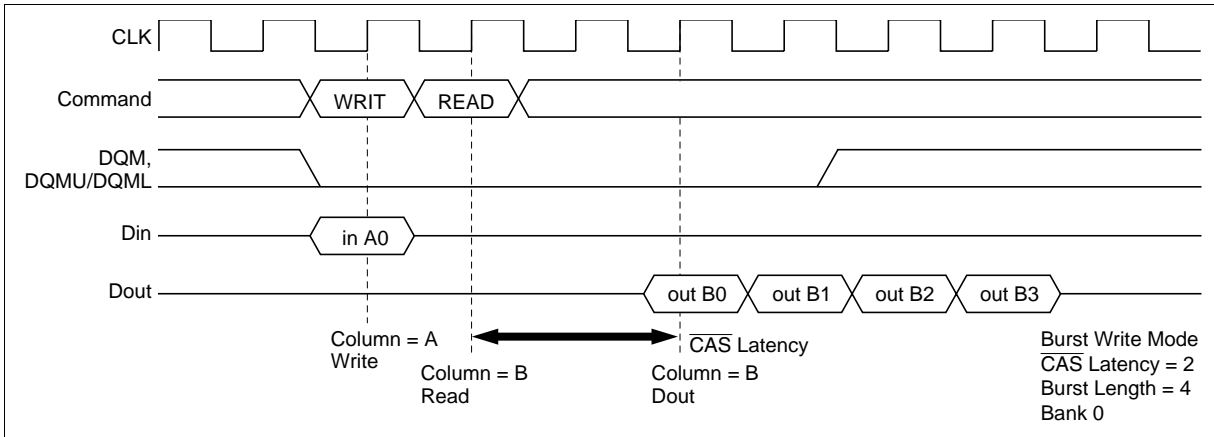 CLK
Command
WRIT
READ
DQM,
DQMU/DQML
Din
in A0
Dout
out B0
out B1
out B2
out B3
Column = A
Write
CAS Latency
Column = B
Read
Column = B
Dout
Burst Write Mode
CAS Latency = 2
Burst Length = 4
Bank 0